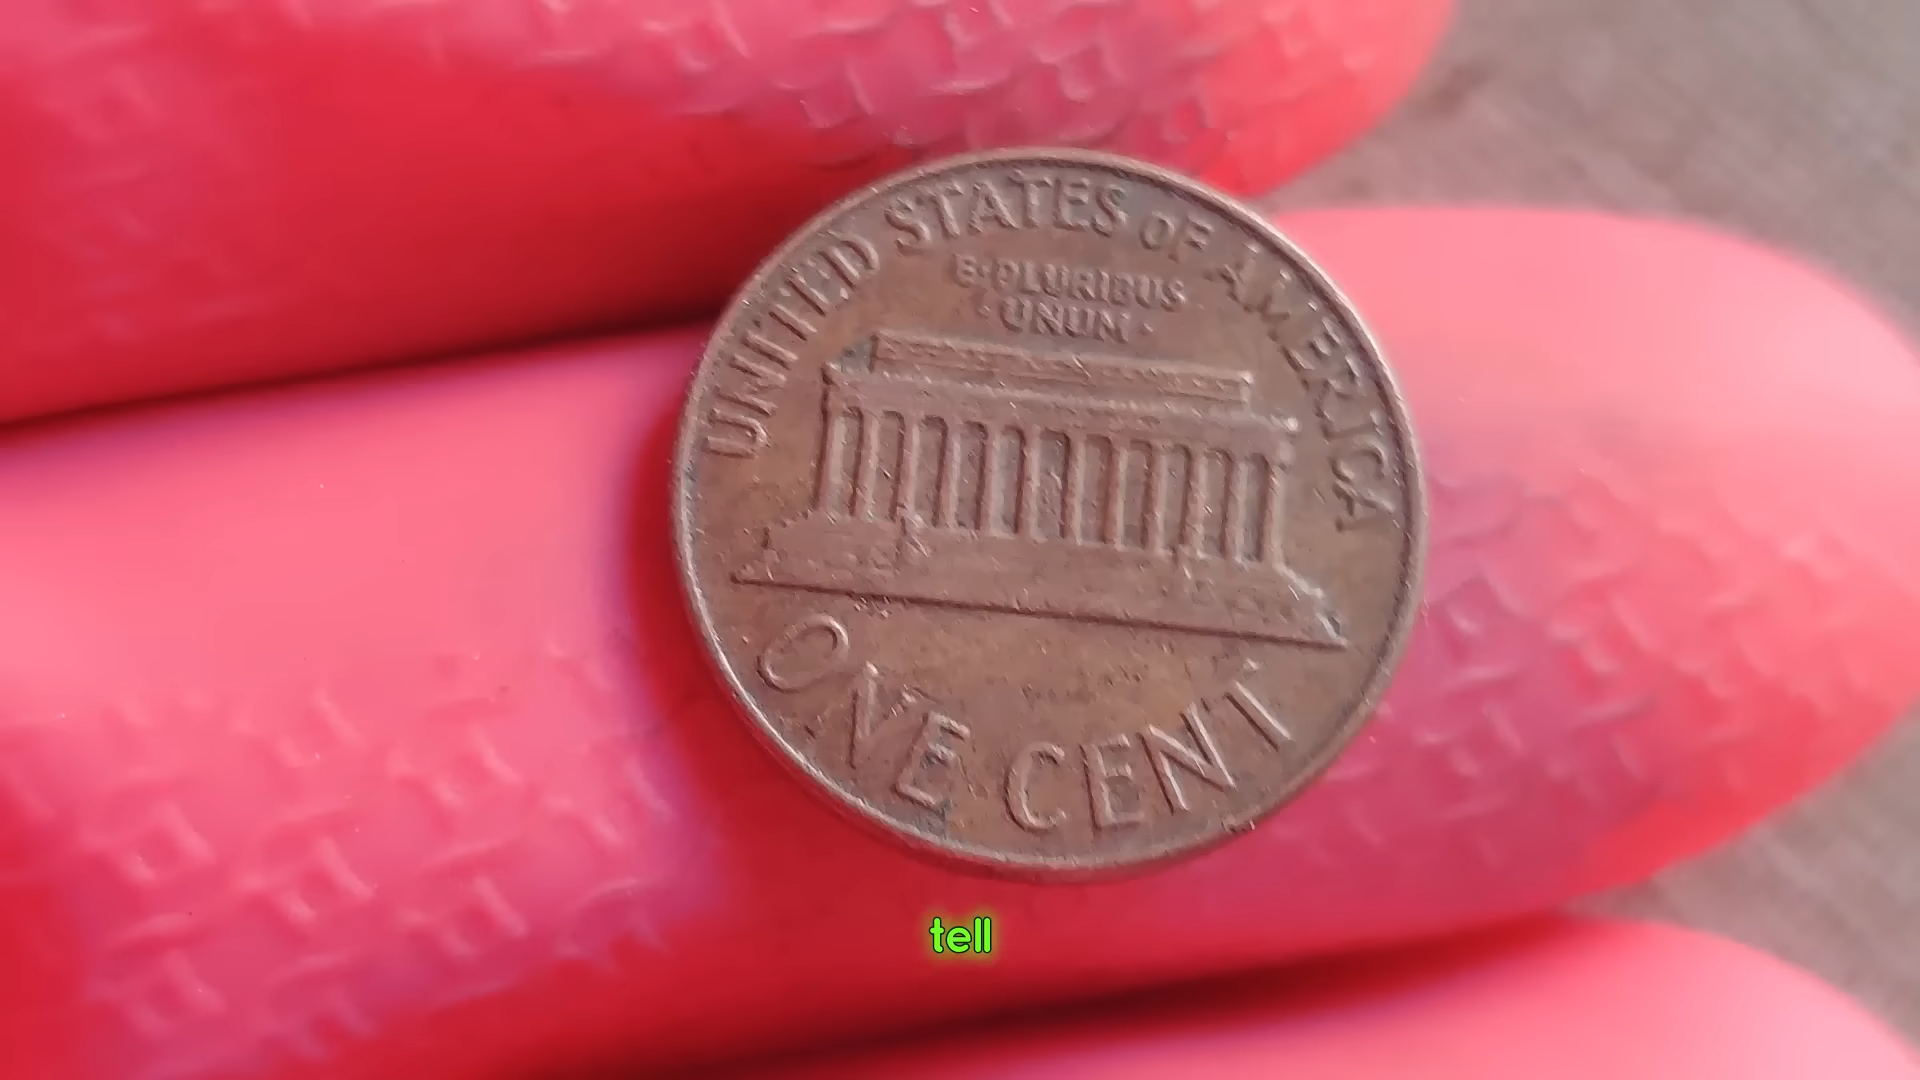 UNITED STATES OF AMERICA
E·PLURIBUS
·UNUM·
ONE CENT
tell